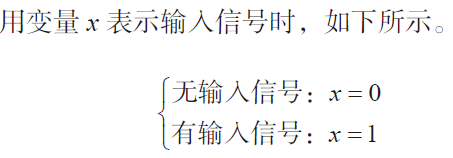 用变量 x 表示输入信号时，如下所示。
无输入信号：x = 0
有输入信号：x = 1